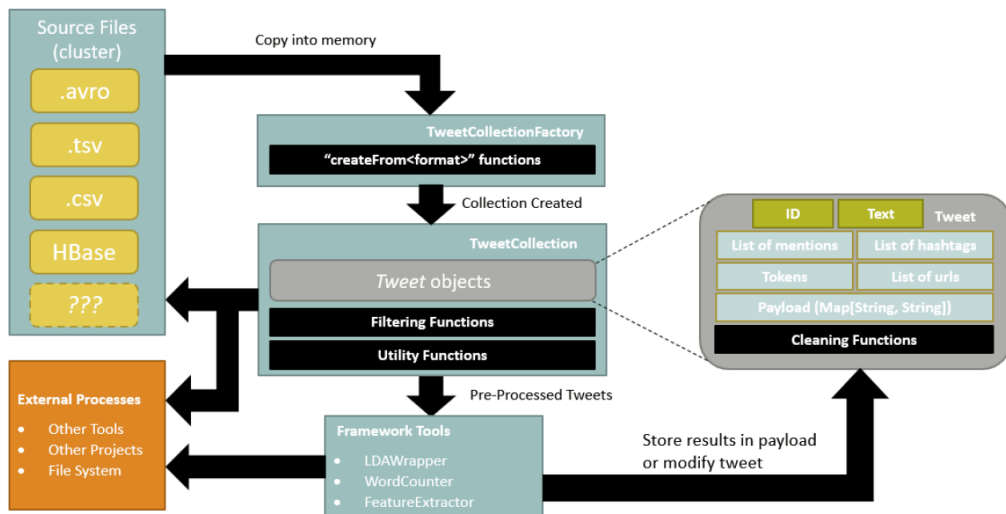 Source Files
(cluster)
.avro
.tsv
.csv
HBase
???
Copy into memory
TweetCollectionFactory
“createFrom<format>” functions
Collection Created
TweetCollection
Tweet objects
Filtering Functions
Utility Functions
ID
Text
Tweet
List of mentions
List of hashtags
Tokens
List of urls
Payload (Map[String, String])
Cleaning Functions
Pre-Processed Tweets
External Processes
• Other Tools
• Other Projects
• File System
Framework Tools
• LDAWrapper
• WordCounter
• FeatureExtractor
Store results in payload
or modify tweet